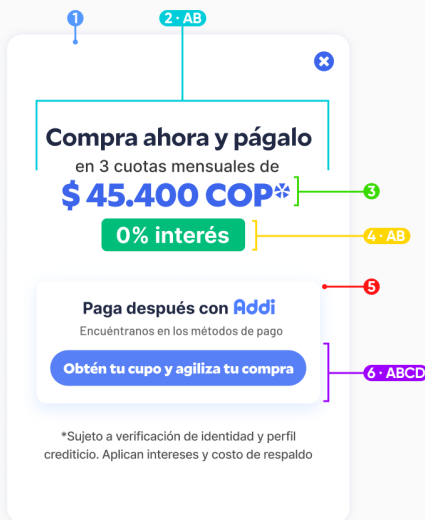 1
2 · AB
Compra ahora y págalo
en 3 cuotas mensuales de
$ 45.400 COP*
3
0% interés
4 · AB
5
Paga después con Addi
Encuéntranos en los métodos de pago
Obtén tu cupo y agiliza tu compra
6 · ABCD
*Sujeto a verificación de identidad y perfil
crediticio. Aplican intereses y costo de respaldo